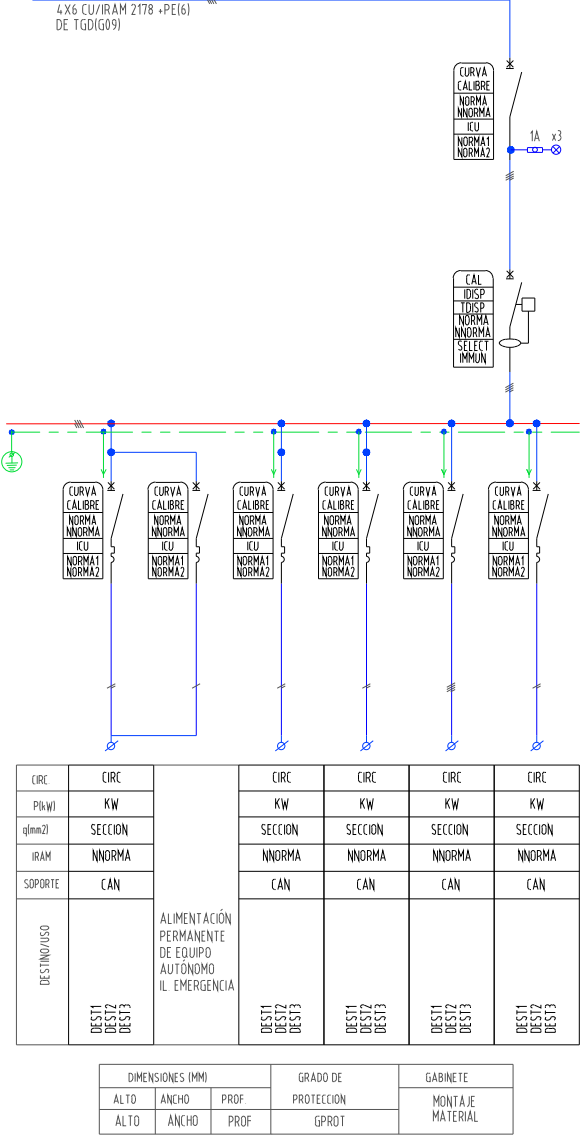 4X6 CU/IRAM 2178 +PE(6)
DE TGD(G09)
CURVA
CALIBRE
NORMA
NNORMA
ICU
NORMA1
NORMA2
1A x3
CAL
IDISP
TDISP
NORMA
NNORMA
SELECT
IMMUN
CURVA
CALIBRE
NORMA
NNORMA
ICU
NORMA1
NORMA2
CURVA
CALIBRE
NORMA
NNORMA
ICU
NORMA1
NORMA2
CURVA
CALIBRE
NORMA
NNORMA
ICU
NORMA1
NORMA2
CURVA
CALIBRE
NORMA
NNORMA
ICU
NORMA1
NORMA2
CURVA
CALIBRE
NORMA
NNORMA
ICU
NORMA1
NORMA2
CURVA
CALIBRE
NORMA
NNORMA
ICU
NORMA1
NORMA2
CIRC. CIRC CIRC CIRC CIRC CIRC
P(kW) KW KW KW KW KW
q(mm2) SECCION SECCION SECCION SECCION SECCION
IRAM NNORMA NNORMA NNORMA NNORMA NNORMA
SOPORTE CAN CAN CAN CAN CAN
DESTINO/USO
DEST1
DEST2
DEST3
ALIMENTACIÓN
PERMANENTE
DE EQUIPO
AUTÓNOMO
IL. EMERGENCIA
DEST1
DEST2
DEST3
DEST1
DEST2
DEST3
DEST1
DEST2
DEST3
DEST1
DEST2
DEST3
DIMENSIONES (MM) GRADO DE GABINETE
ALTO ANCHO PROF. PROTECCION MONTAJE
ALTO ANCHO PROF GPROT MATERIAL